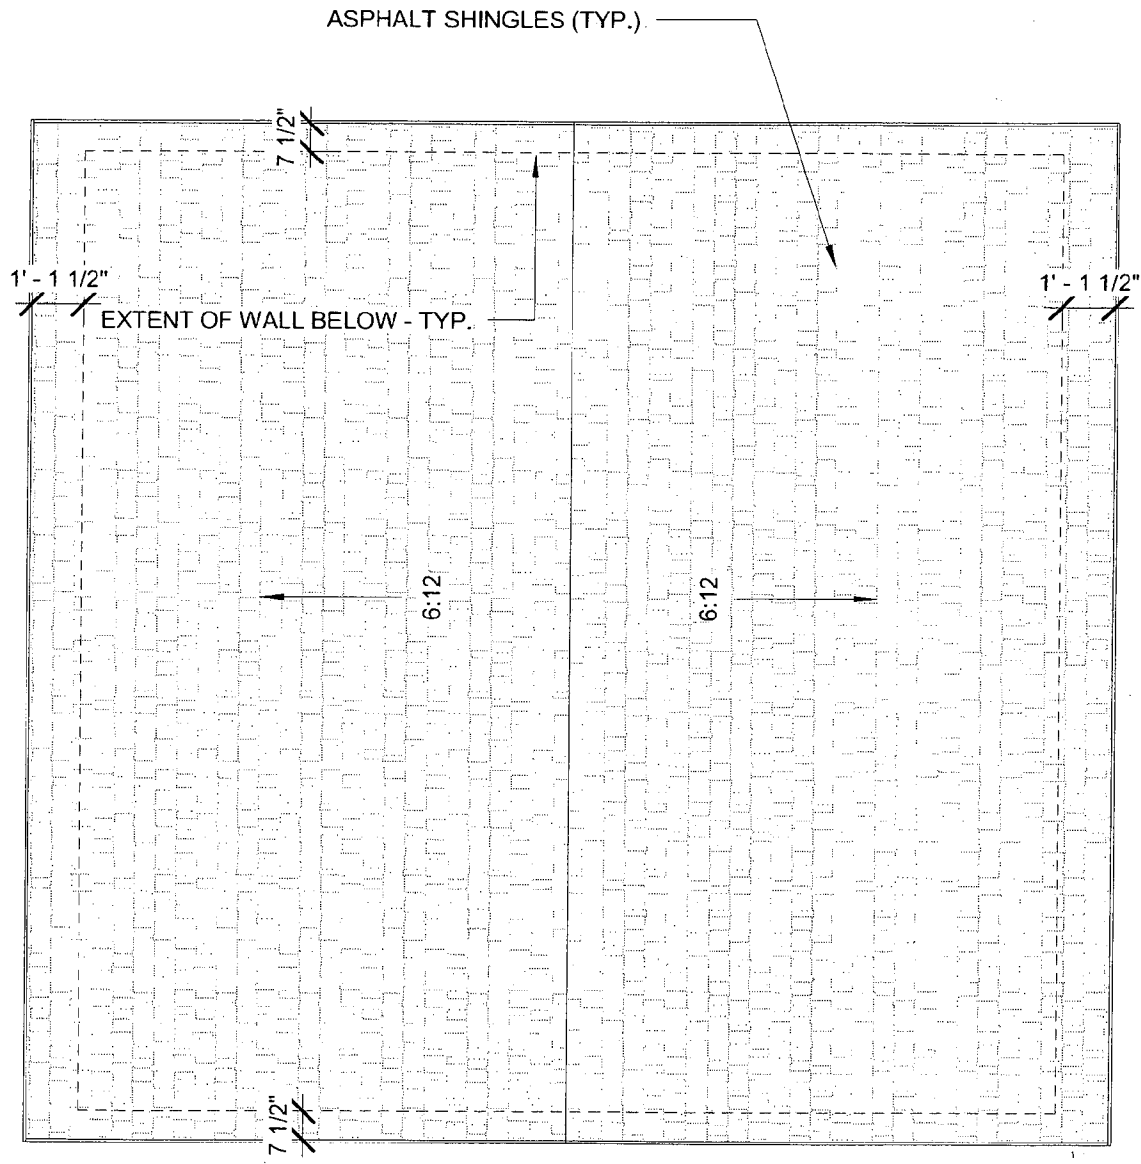 ASPHALT SHINGLES (TYP.)
7 1/2"
1' - 1 1/2"
1' - 1 1/2"
EXTENT OF WALL BELOW - TYP.
6:12
6:12
7 1/2"